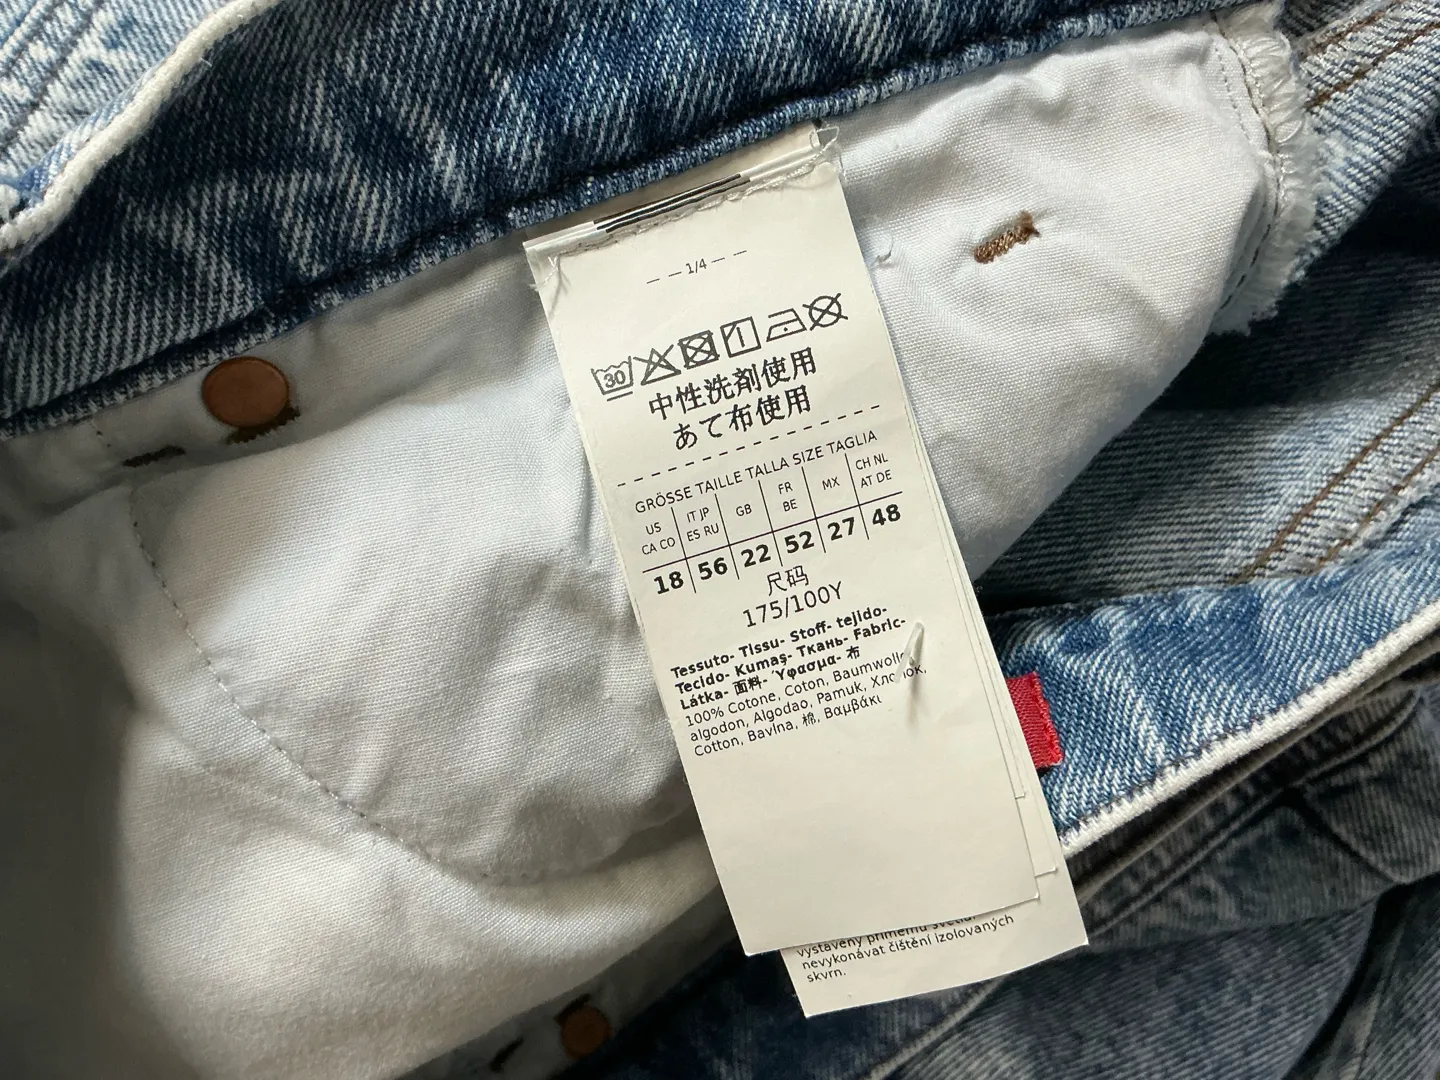 1/4
30
中性洗剤使用
あて布使用
GRÖSSE TAILLE TALLA SIZE TAGLIA
US CA CO | IT JP ES RU | GB | FR BE | MX | CH NL AT DE
18 | 56 | 22 | 52 | 27 | 48
尺码
175/100Y
Tessuto- Tissu- Stoff- tejido-
Tecido- Kumaş- Ткань- Fabric-
Látka- 面料- Ύφασμα- 布
100% Cotone, Coton, Baumwolle,
algodon, Algodao, Pamuk, Хлопок,
Cotton, Bavlna, 棉, Βαμβάκι
vystaveny přímému světlu.
nevykonávat čištění izolovaných
skvrn.